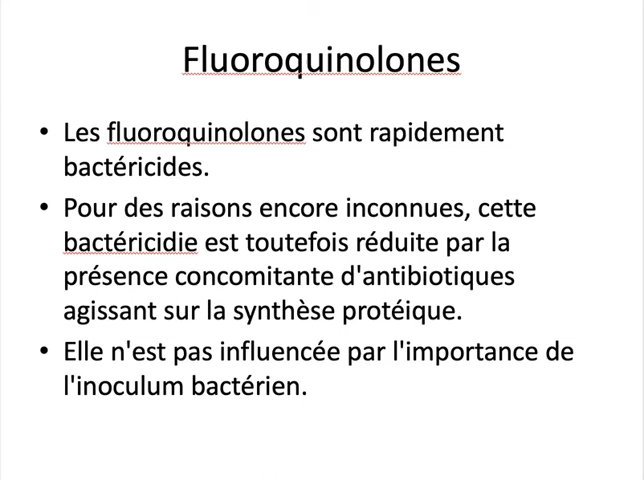 Fluoroquinolones
• Les fluoroquinolones sont rapidement
bactéricides.
• Pour des raisons encore inconnues, cette
bactéricidie est toutefois réduite par la
présence concomitante d'antibiotiques
agissant sur la synthèse protéique.
• Elle n'est pas influencée par l'importance de
l'inoculum bactérien.